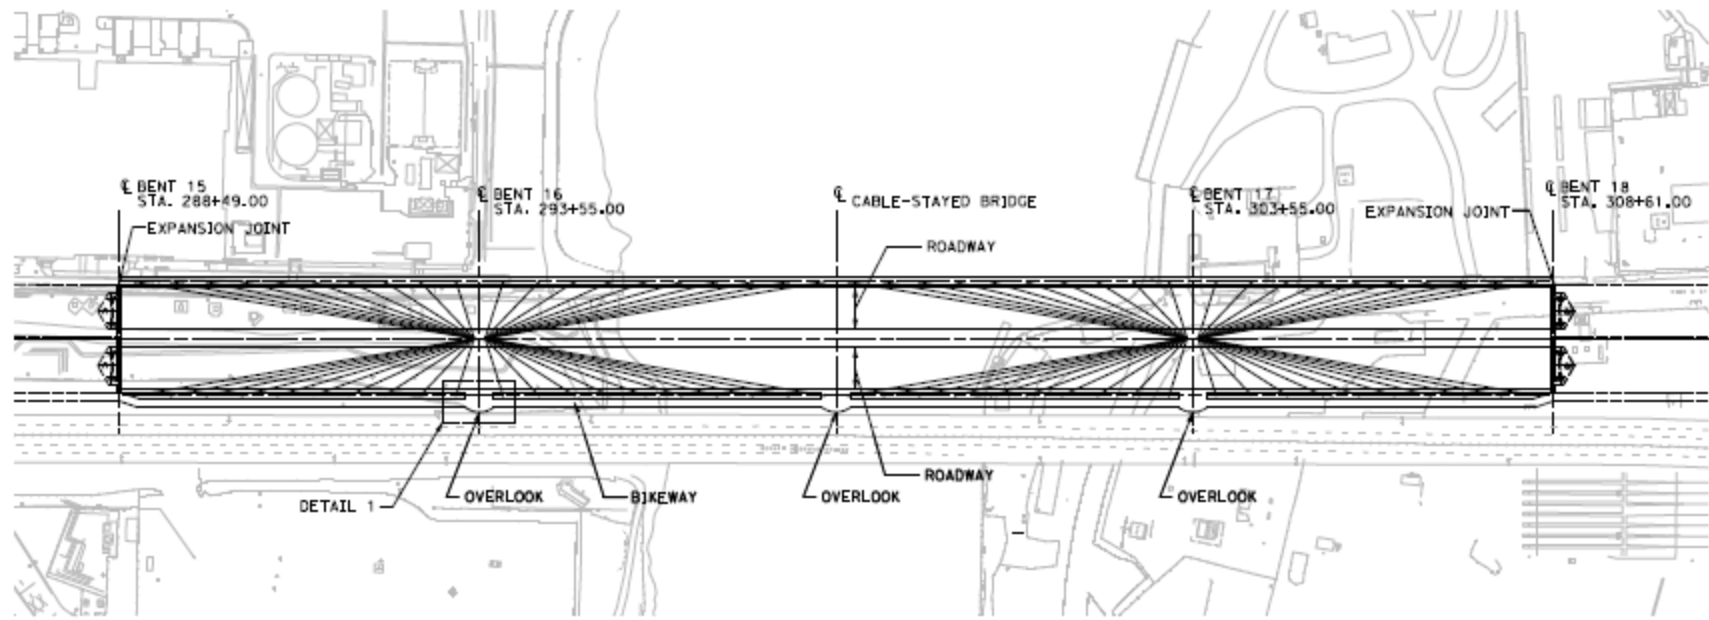 ℄ BENT 15
STA. 288+49.00
EXPANSION JOINT
℄ BENT 16
STA. 293+55.00
℄ CABLE-STAYED BRIDGE
ROADWAY
℄ BENT 17
STA. 303+55.00
EXPANSION JOINT
℄ BENT 18
STA. 308+61.00
DETAIL 1
OVERLOOK
BIKEWAY
OVERLOOK
ROADWAY
OVERLOOK